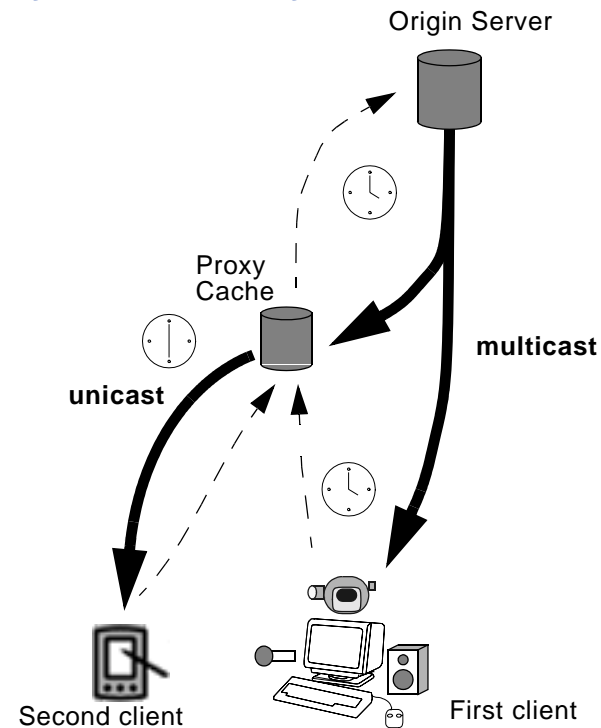 Origin Server
Proxy
Cache
multicast
unicast
First client
Second client